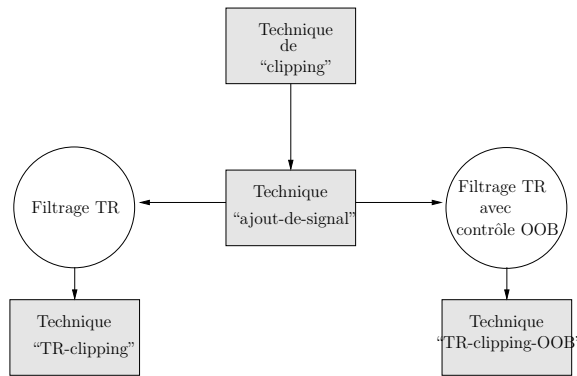 Technique
de
“clipping”
Technique
“ajout-de-signal”
Filtrage TR
Filtrage TR
avec
contrôle OOB
Technique
“TR-clipping”
Technique
“TR-clipping-OOB”